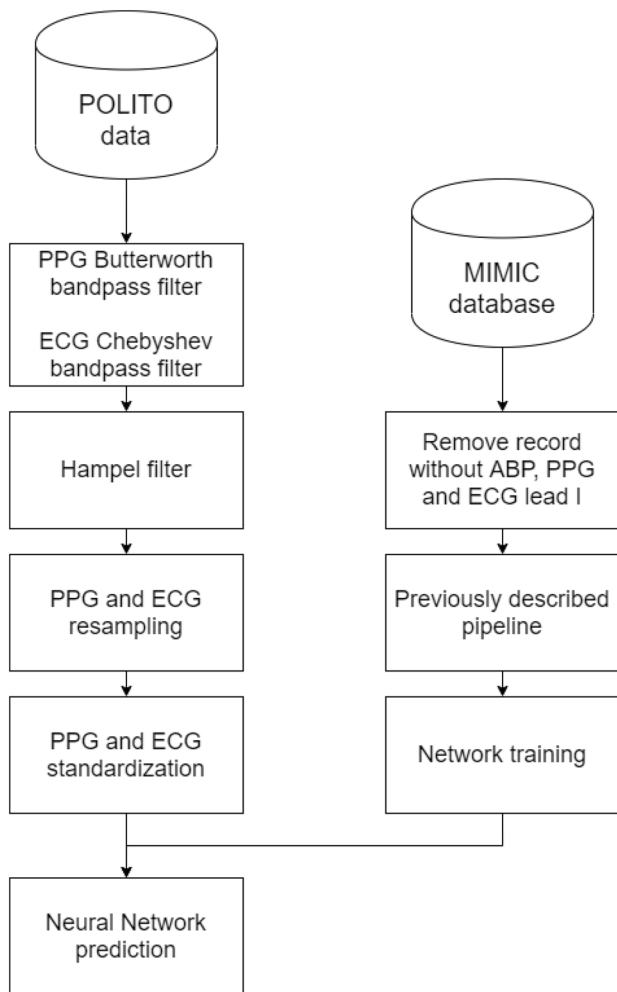 POLITO
data
PPG Butterworth
bandpass filter
ECG Chebyshev
bandpass filter
Hampel filter
PPG and ECG
resampling
PPG and ECG
standardization
Neural Network
prediction
MIMIC
database
Remove record
without ABP, PPG
and ECG lead I
Previously described
pipeline
Network training